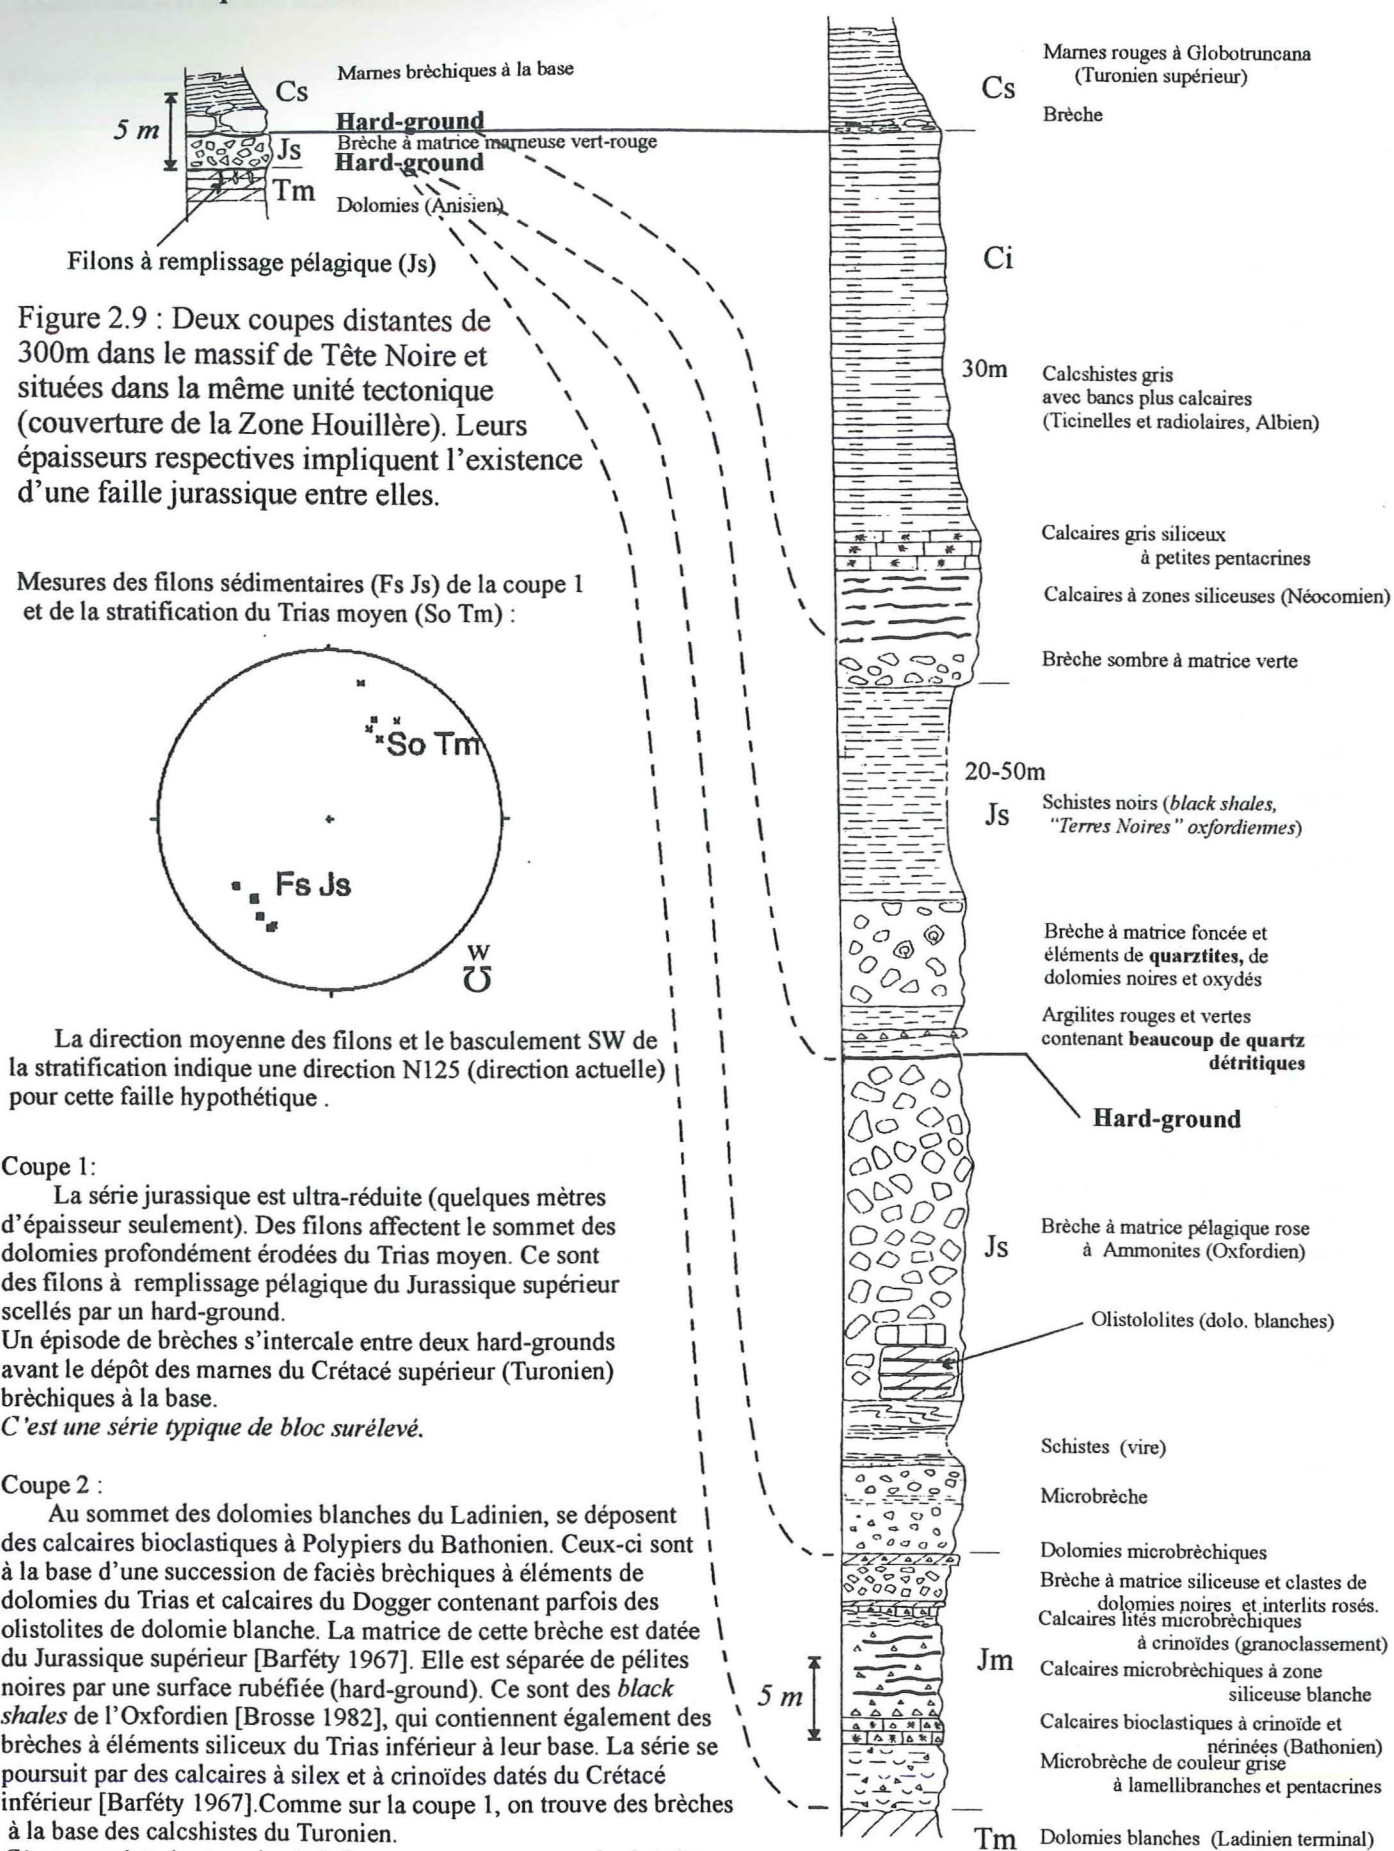 Marnes brèchiques à la base
Cs
5 m
Hard-ground
Brèche à matrice marneuse vert-rouge
Js
Hard-ground
Tm
Dolomies (Anisien)
Filons à remplissage pélagique (Js)
Figure 2.9 : Deux coupes distantes de
300m dans le massif de Tête Noire et
situées dans la même unité tectonique
(couverture de la Zone Houillère). Leurs
épaisseurs respectives impliquent l'existence
d'une faille jurassique entre elles.
Mesures des filons sédimentaires (Fs Js) de la coupe 1
et de la stratification du Trias moyen (So Tm) :
So Tm
Fs Js
W
La direction moyenne des filons et le basculement SW de
la stratification indique une direction N125 (direction actuelle)
pour cette faille hypothétique .
Coupe 1:
La série jurassique est ultra-réduite (quelques mètres
d'épaisseur seulement). Des filons affectent le sommet des
dolomies profondément érodées du Trias moyen. Ce sont
des filons à remplissage pélagique du Jurassique supérieur
scellés par un hard-ground.
Un épisode de brèches s'intercale entre deux hard-grounds
avant le dépôt des marnes du Crétacé supérieur (Turonien)
brèchiques à la base.
C'est une série typique de bloc surélevé.
Coupe 2 :
Au sommet des dolomies blanches du Ladinien, se déposent
des calcaires bioclastiques à Polypiers du Bathonien. Ceux-ci sont
à la base d'une succession de faciès brèchiques à éléments de
dolomies du Trias et calcaires du Dogger contenant parfois des
olistolites de dolomie blanche. La matrice de cette brèche est datée
du Jurassique supérieur [Barféty 1967]. Elle est séparée de pélites
noires par une surface rubéfiée (hard-ground). Ce sont des black
shales de l'Oxfordien [Brosse 1982], qui contiennent également des
brèches à éléments siliceux du Trias inférieur à leur base. La série se
poursuit par des calcaires à silex et à crinoïdes datés du Crétacé
inférieur [Barféty 1967].Comme sur la coupe 1, on trouve des brèches
à la base des calcshistes du Turonien.
Marnes rouges à Globotruncana
(Turonien supérieur)
Cs
Brèche
Ci
30m
Calcshistes gris
avec bancs plus calcaires
(Ticinelles et radiolaires, Albien)
Calcaires gris siliceux
à petites pentacrines
Calcaires à zones siliceuses (Néocomien)
Brèche sombre à matrice verte
20-50m
Js
Schistes noirs (black shales,
"Terres Noires" oxfordiennes)
Brèche à matrice foncée et
éléments de quarztites, de
dolomies noires et oxydés
Argilites rouges et vertes
contenant beaucoup de quartz
détritiques
Hard-ground
Js
Brèche à matrice pélagique rose
à Ammonites (Oxfordien)
Olistololites (dolo. blanches)
Schistes (vire)
Microbrèche
Dolomies microbrèchiques
Brèche à matrice siliceuse et clastes de
dolomies noires et interlits rosés.
Calcaires lités microbrèchiques
à crinoïdes (granoclassement)
Jm
5 m
Calcaires microbrèchiques à zone
siliceuse blanche
Calcaires bioclastiques à crinoïde et
nérinées (Bathonien)
Microbrèche de couleur grise
à lamellibranches et pentacrines
Tm
Dolomies blanches (Ladinien terminal)